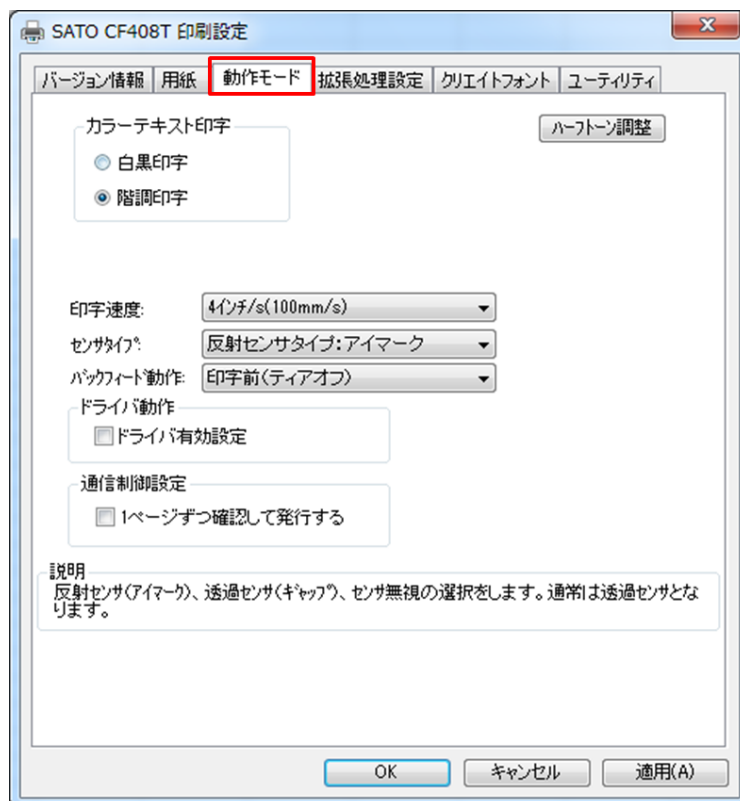 SATO CF408T 印刷設定
バージョン情報 用紙 動作モード 拡張処理設定 クリエイトフォント ユーティリティ
カラーテキスト印字
ハーフトーン調整
白黒印字
階調印字
印字速度: 4インチ/s(100mm/s)
センサタイプ: 反射センサタイプ:アイマーク
バックフィード動作: 印字前(ティアオフ)
ドライバ動作
ドライバ有効設定
通信制御設定
1ページずつ確認して発行する
説明
反射センサ(アイマーク)、透過センサ(ギャップ)、センサ無視の選択をします。通常は透過センサとな
ります。
OK キャンセル 適用(A)